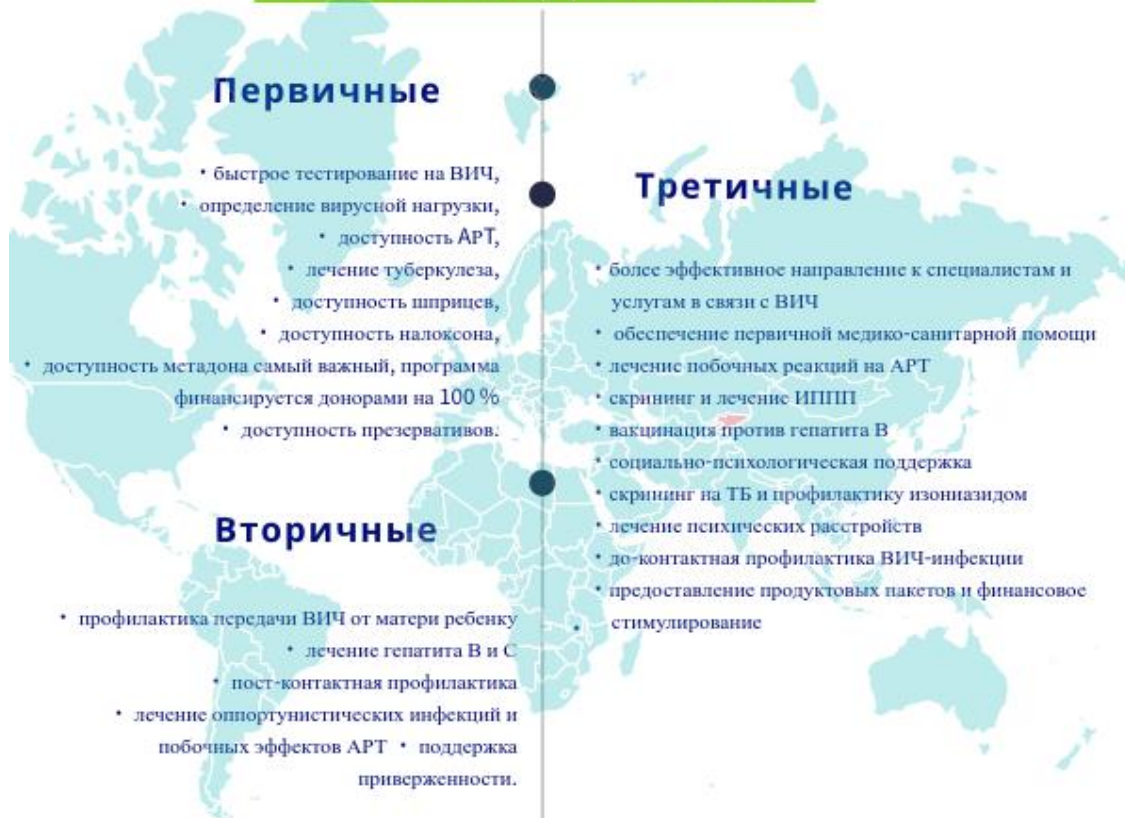 Первичные
• быстрое тестирование на ВИЧ,
• определение вирусной нагрузки,
• доступность АРТ,
• лечение туберкулеза,
• доступность шприцев,
• доступность налоксона,
• доступность метадона самый важный, программа
финансируется донорами на 100 %
• доступность презервативов.
Вторичные
• профилактика передачи ВИЧ от матери ребенку
• лечение гепатита В и С
• пост-контактная профилактика
• лечение оппортунистических инфекций и
побочных эффектов АРТ • поддержка
приверженности.
Третичные
• более эффективное направление к специалистам и
услугам в связи с ВИЧ
• обеспечение первичной медико-санитарной помощи
• лечение побочных реакций на АРТ
• скрининг и лечение ИППП
• вакцинация против гепатита В
• социально-психологическая поддержка
• скрининг на ТБ и профилактику изониазидом
• лечение психических расстройств
• до-контактная профилактика ВИЧ-инфекции
• предоставление продуктовых пакетов и финансовое
• стимулирование